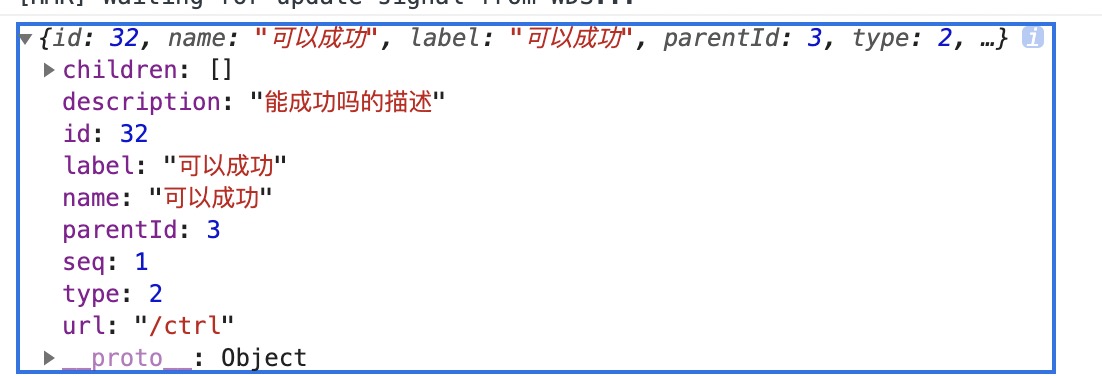 [HMR] Waiting for update signal from WDS...
{id: 32, name: "可以成功", label: "可以成功", parentId: 3, type: 2, …} i
children: []
description: "能成功吗的描述"
id: 32
label: "可以成功"
name: "可以成功"
parentId: 3
seq: 1
type: 2
url: "/ctrl"
__proto__: Object